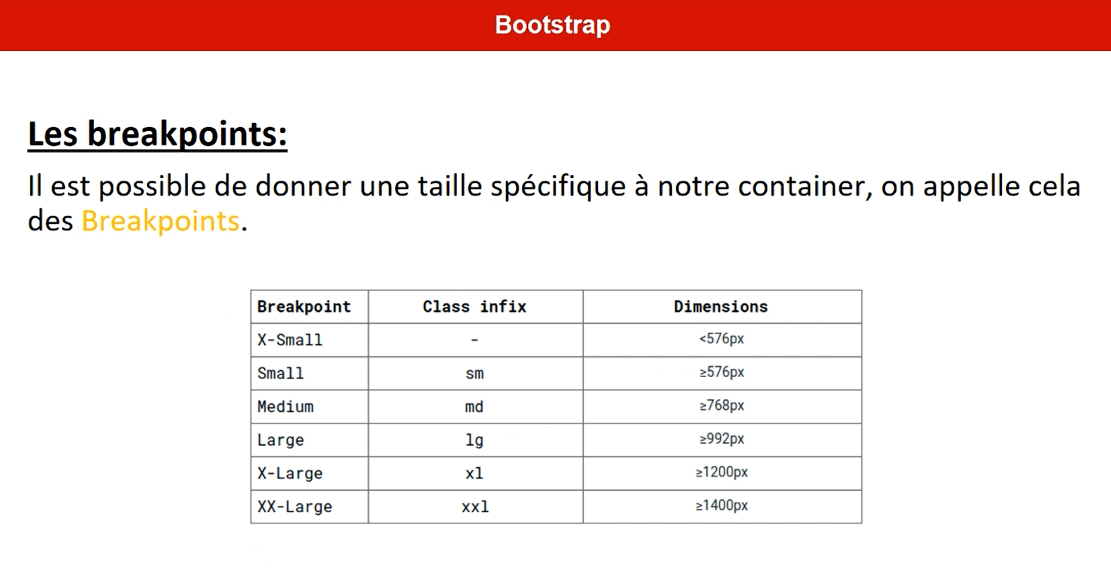 Bootstrap
Les breakpoints:
Il est possible de donner une taille spécifique à notre container, on appelle cela
des Breakpoints.
Breakpoint Class infix Dimensions
X-Small - <576px
Small sm ≥576px
Medium md ≥768px
Large lg ≥992px
X-Large xl ≥1200px
XX-Large xxl ≥1400px